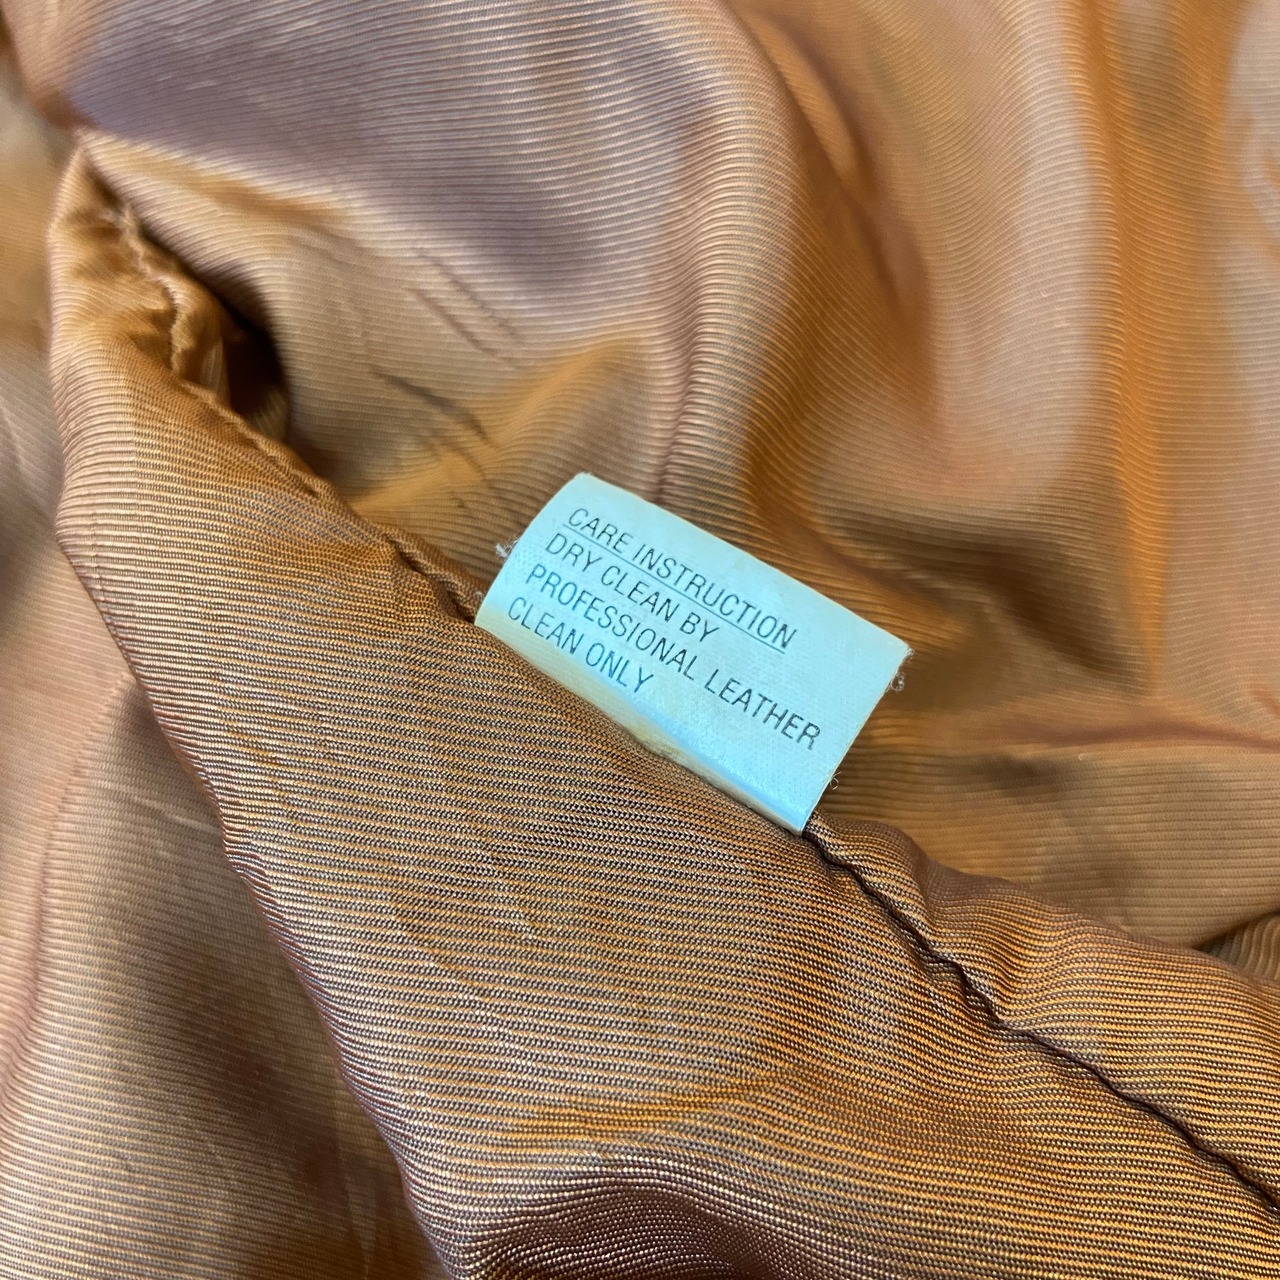 CARE INSTRUCTION
DRY CLEAN BY
PROFESSIONAL LEATHER
CLEAN ONLY